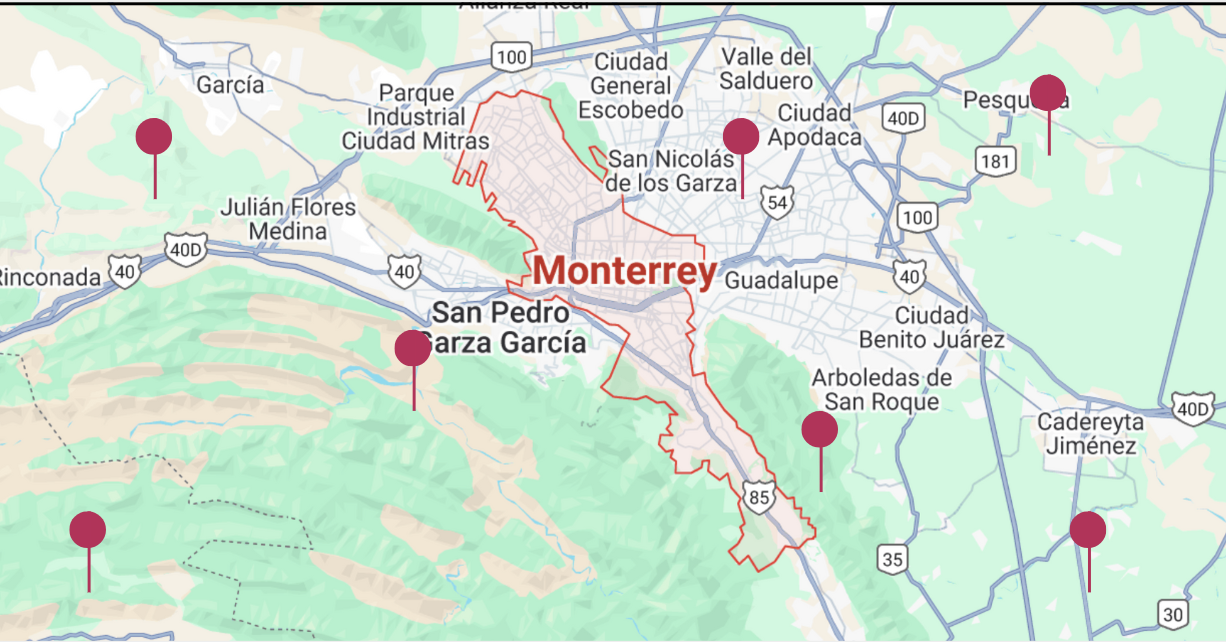 Alianza Real
100
Ciudad
General
Escobedo
Valle del
Salduero
García
Parque
Industrial
Ciudad Mitras
Ciudad
Apodaca
40D
181
San Nicolás
de los Garza
54
Julián Flores
Medina
100
40D
40
40
40
Monterrey
Guadalupe
San Pedro
Garza García
Ciudad
Benito Juárez
Arboledas de
San Roque
40D
Cadereyta
Jiménez
85
35
30